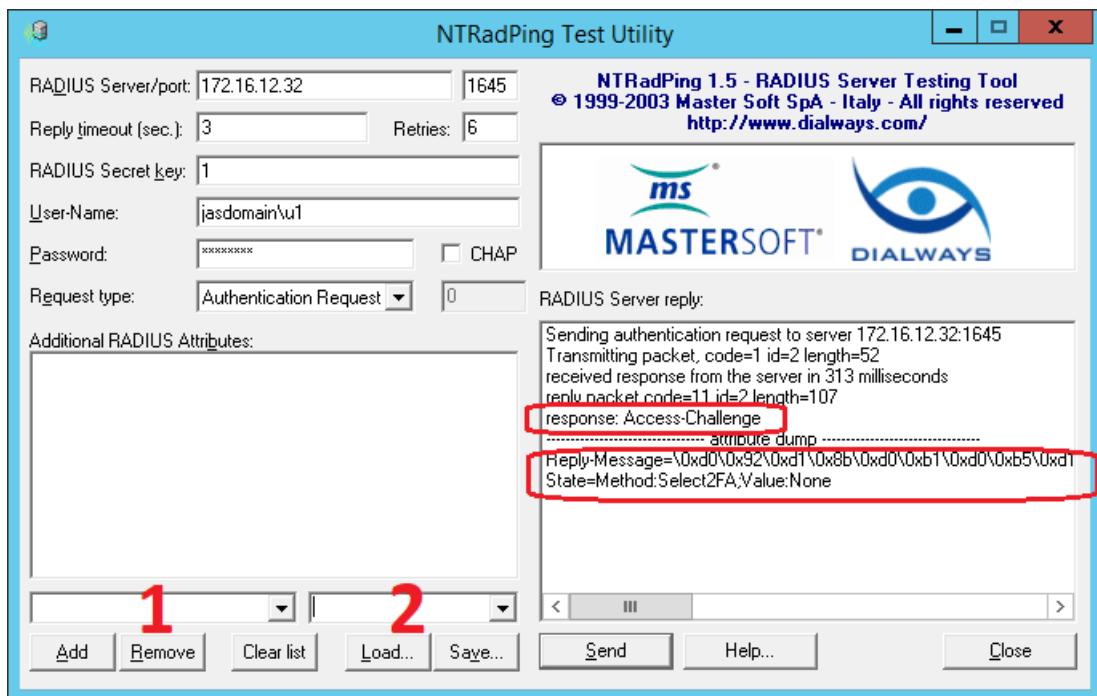 NTRadPing Test Utility
RADIUS Server/port: 172.16.12.32 1645
Reply timeout (sec.): 3 Retries: 6
RADIUS Secret key: 1
User-Name: jasdomain\u1
Password: xxxxxxxx CHAP
Request type: Authentication Request 0
Additional RADIUS Attributes:
1 2
Add Remove Clear list Load... Save...
NTRadPing 1.5 - RADIUS Server Testing Tool
© 1999-2003 Master Soft SpA - Italy - All rights reserved
http://www.dialways.com/
ms
MASTERSOFT
DIALWAYS
RADIUS Server reply:
Sending authentication request to server 172.16.12.32:1645
Transmitting packet, code=1 id=2 length=52
received response from the server in 313 milliseconds
reply packet code=11 id=2 length=107
response: Access-Challenge
------------------------------- attribute dump -------------------------------
Reply-Message=\0xd0\0x92\0xd1\0x8b\0xd0\0xb1\0xd0\0xb5\0xd1
State=Method:Select2FA;Value:None
Send Help... Close